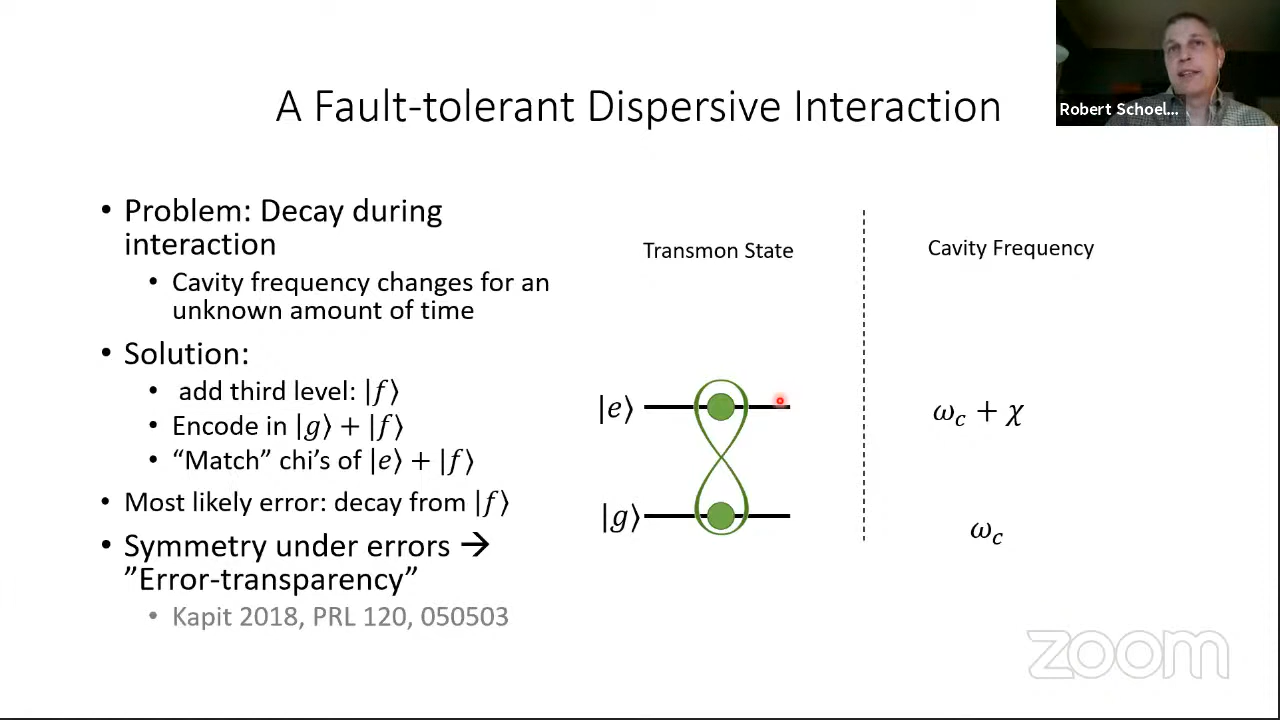 Robert Schoel...
A Fault-tolerant Dispersive Interaction
• Problem: Decay during
interaction
• Cavity frequency changes for an
unknown amount of time
• Solution:
• add third level: |f⟩
• Encode in |g⟩ + |f⟩
• “Match” chi’s of |e⟩ + |f⟩
• Most likely error: decay from |f⟩
• Symmetry under errors →
”Error-transparency”
• Kapit 2018, PRL 120, 050503
Transmon State
|e⟩
|g⟩
Cavity Frequency
ω_c + χ
ω_c
zoom